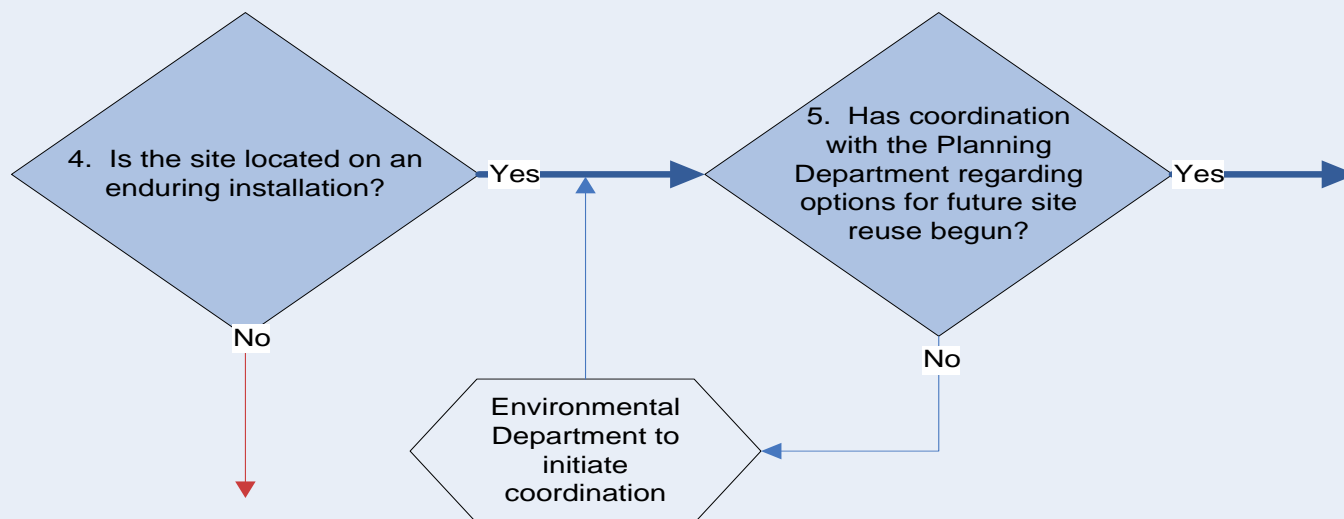 4. Is the site located on an
enduring installation?
Yes
No
5. Has coordination
with the Planning
Department regarding
options for future site
reuse begun?
Yes
No
Environmental
Department to
initiate
coordination